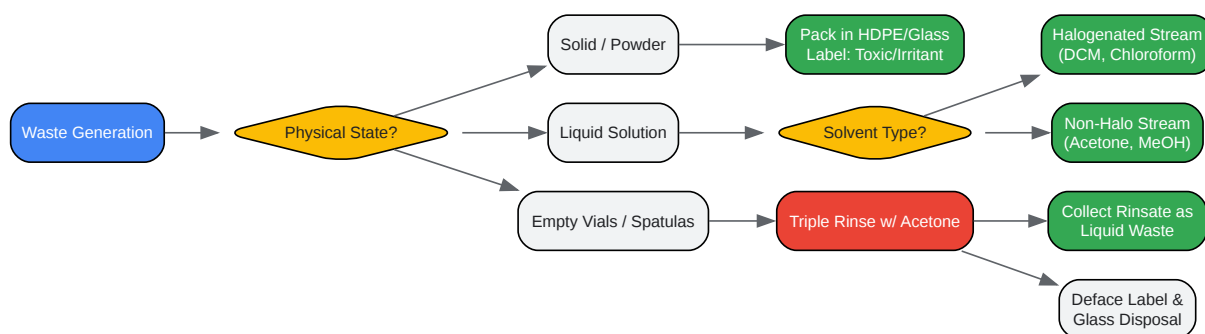 Solid / Powder
Pack in HDPE/Glass
Label: Toxic/Irritant
Halogenated Stream
(DCM, Chloroform)
Waste Generation
Physical State?
Liquid Solution
Solvent Type?
Non-Halo Stream
(Acetone, MeOH)
Empty Vials / Spatulas
Triple Rinse w/ Acetone
Collect Rinsate as
Liquid Waste
Deface Label &
Glass Disposal